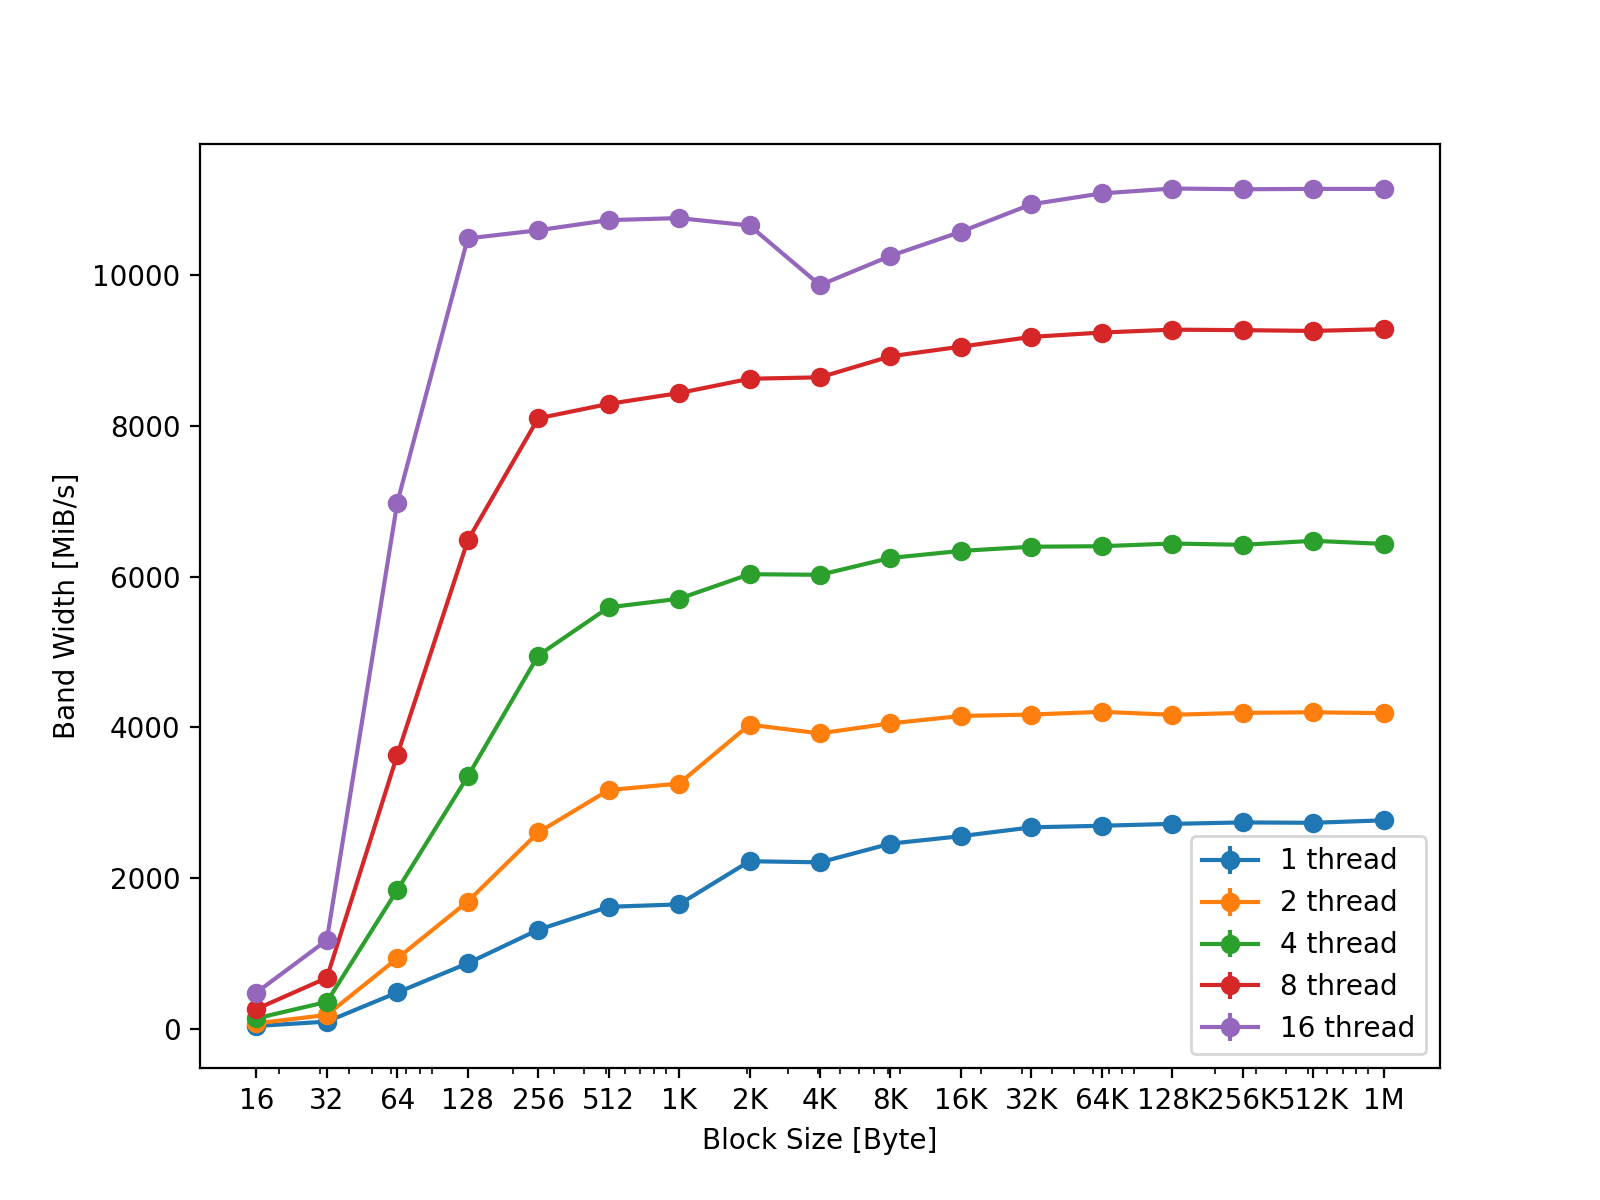 10000
8000
6000
4000
2000
0
Band Width [MiB/s]
1 thread
2 thread
4 thread
8 thread
16 thread
16 32 64 128 256 512 1K 2K 4K 8K 16K 32K 64K 128K 256K 512K 1M
Block Size [Byte]